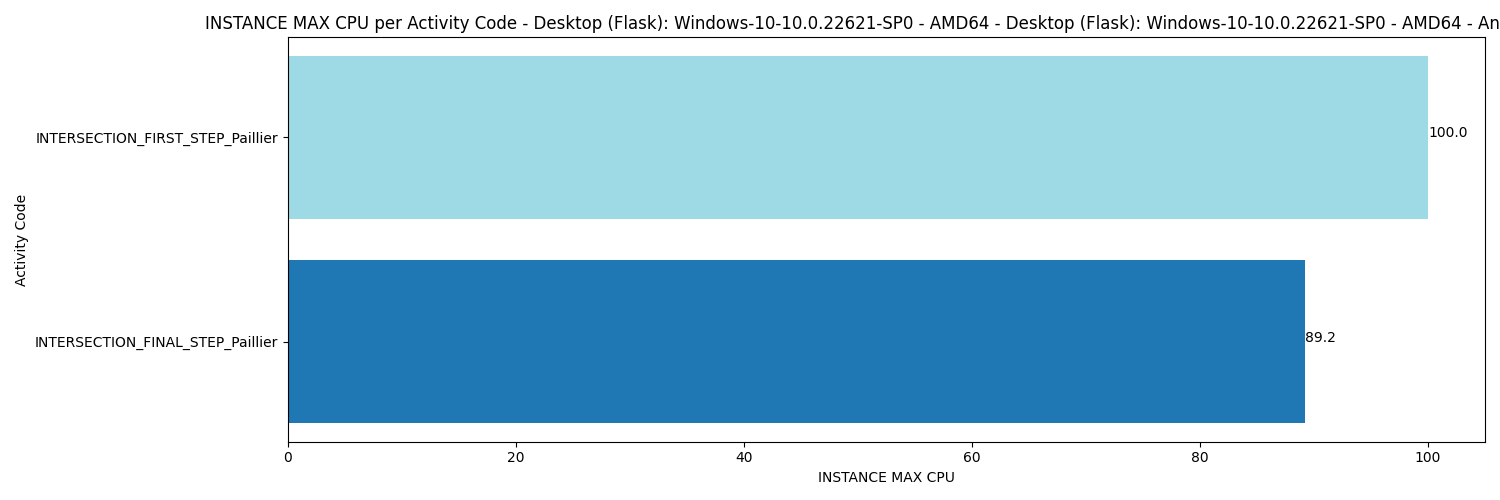 INSTANCE MAX CPU per Activity Code - Desktop (Flask): Windows-10-10.0.22621-SP0 - AMD64 - Desktop (Flask): Windows-10-10.0.22621-SP0 - AMD64 - An
INTERSECTION_FIRST_STEP_Paillier
100.0
Activity Code
INTERSECTION_FINAL_STEP_Paillier
89.2
0 20 40 60 80 100
INSTANCE MAX CPU